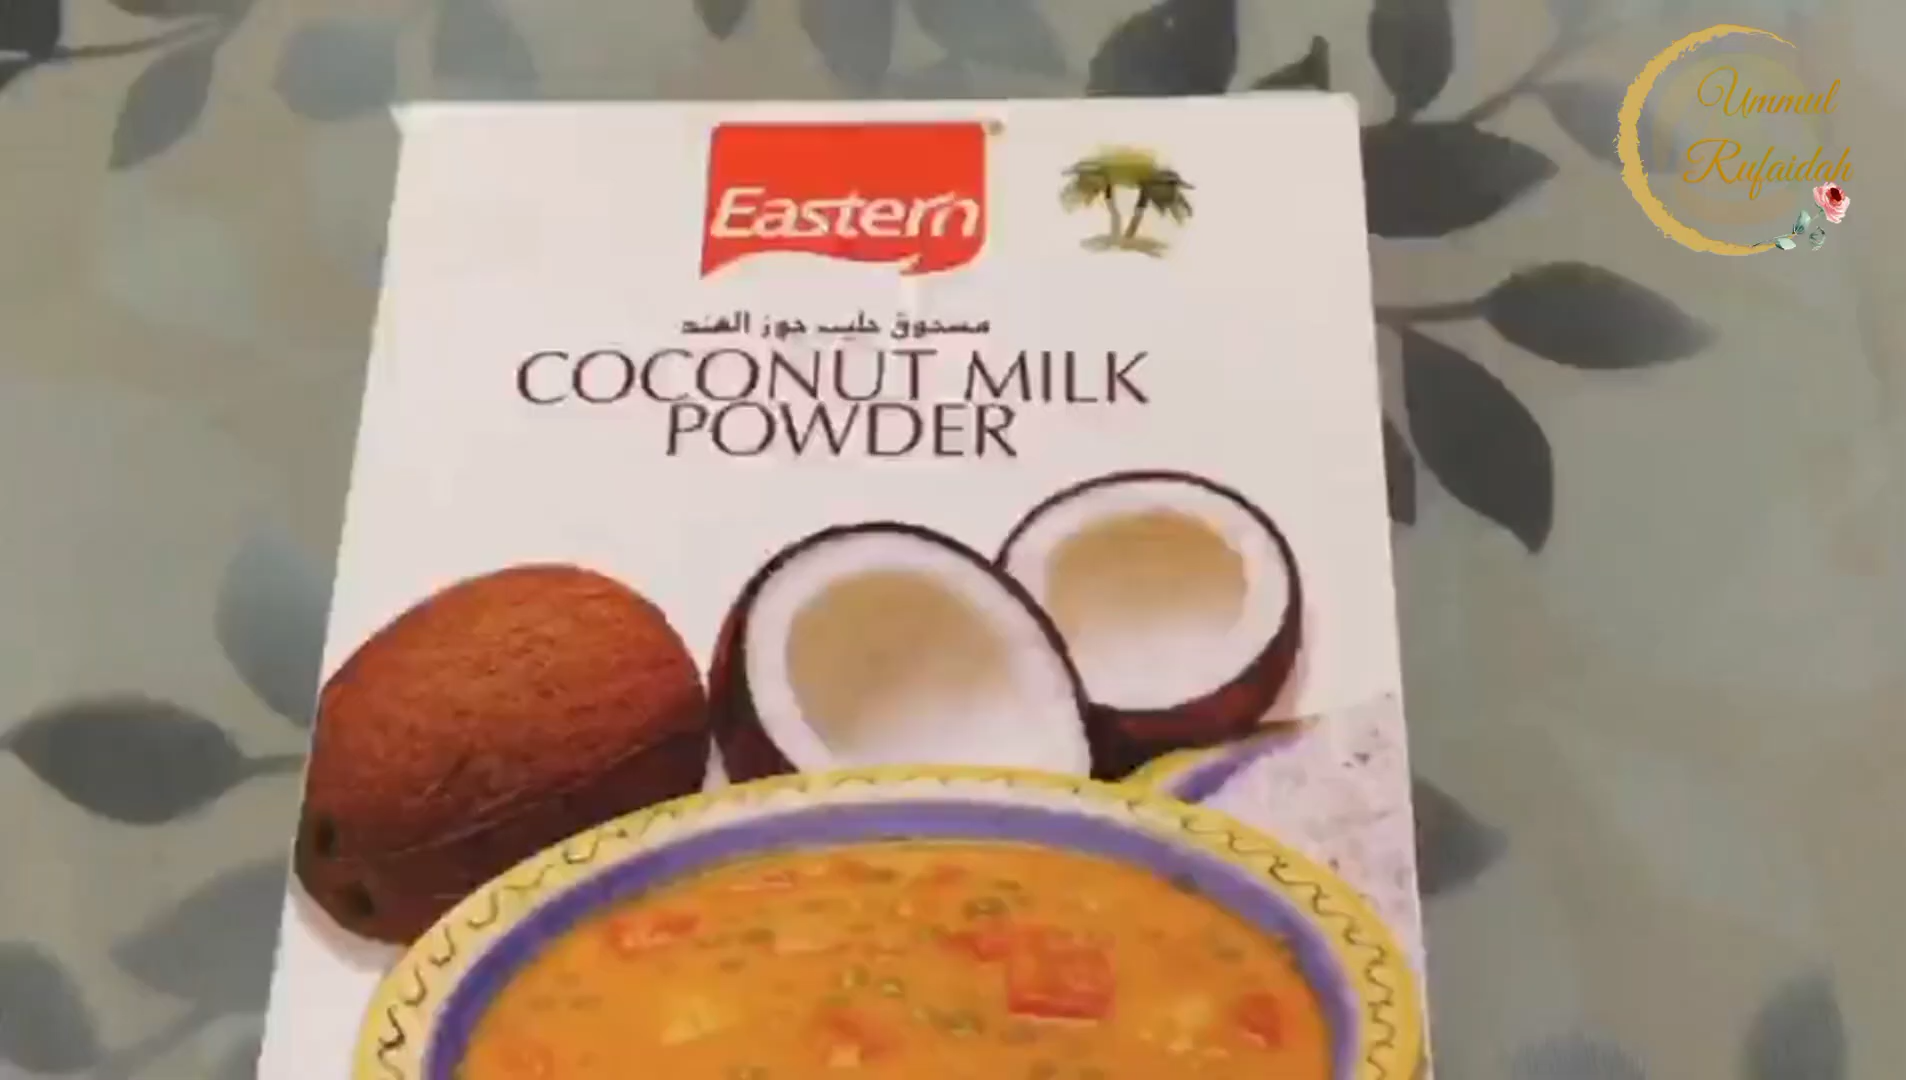 Eastern
مسحوق حليب جوز الهند
COCONUT MILK
POWDER
Ummul
Rufaidah